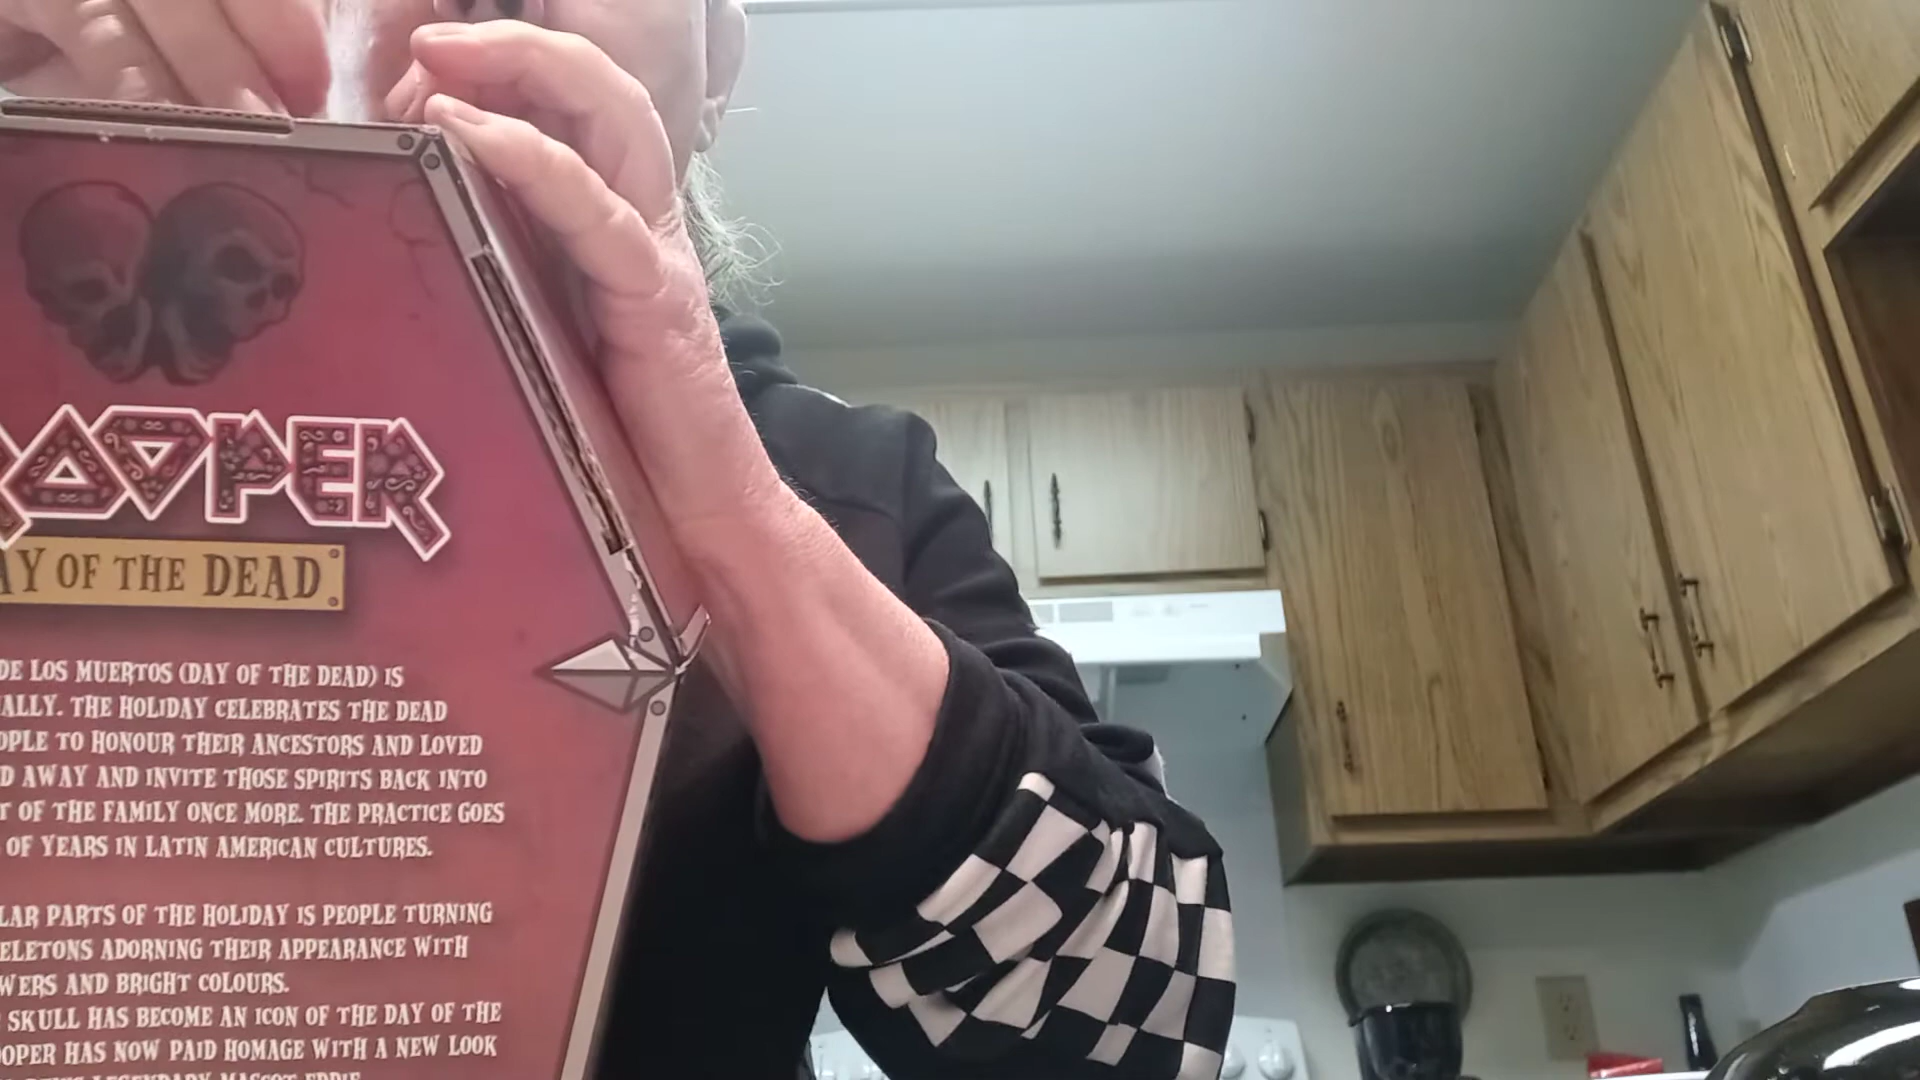 ROOPER
AY OF THE DEAD
DE LOS MUERTOS (DAY OF THE DEAD) IS
ALLY. THE HOLIDAY CELEBRATES THE DEAD
OPLE TO HONOUR THEIR ANCESTORS AND LOVED
D AWAY AND INVITE THOSE SPIRITS BACK INTO
T OF THE FAMILY ONCE MORE. THE PRACTICE GOES
OF YEARS IN LATIN AMERICAN CULTURES.
LAR PARTS OF THE HOLIDAY IS PEOPLE TURNING
ELETONS ADORNING THEIR APPEARANCE WITH
WERS AND BRIGHT COLOURS.
SKULL HAS BECOME AN ICON OF THE DAY OF THE
OOPER HAS NOW PAID HOMAGE WITH A NEW LOOK
LEGENDARY MASCOT EDDIE